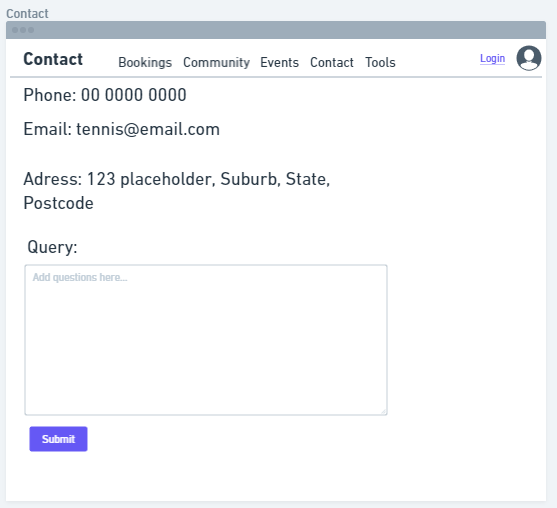 Contact
Contact Bookings Community Events Contact Tools Login
Phone: 00 0000 0000
Email: tennis@email.com
Adress: 123 placeholder, Suburb, State,
Postcode
Query:
Add questions here...
Submit